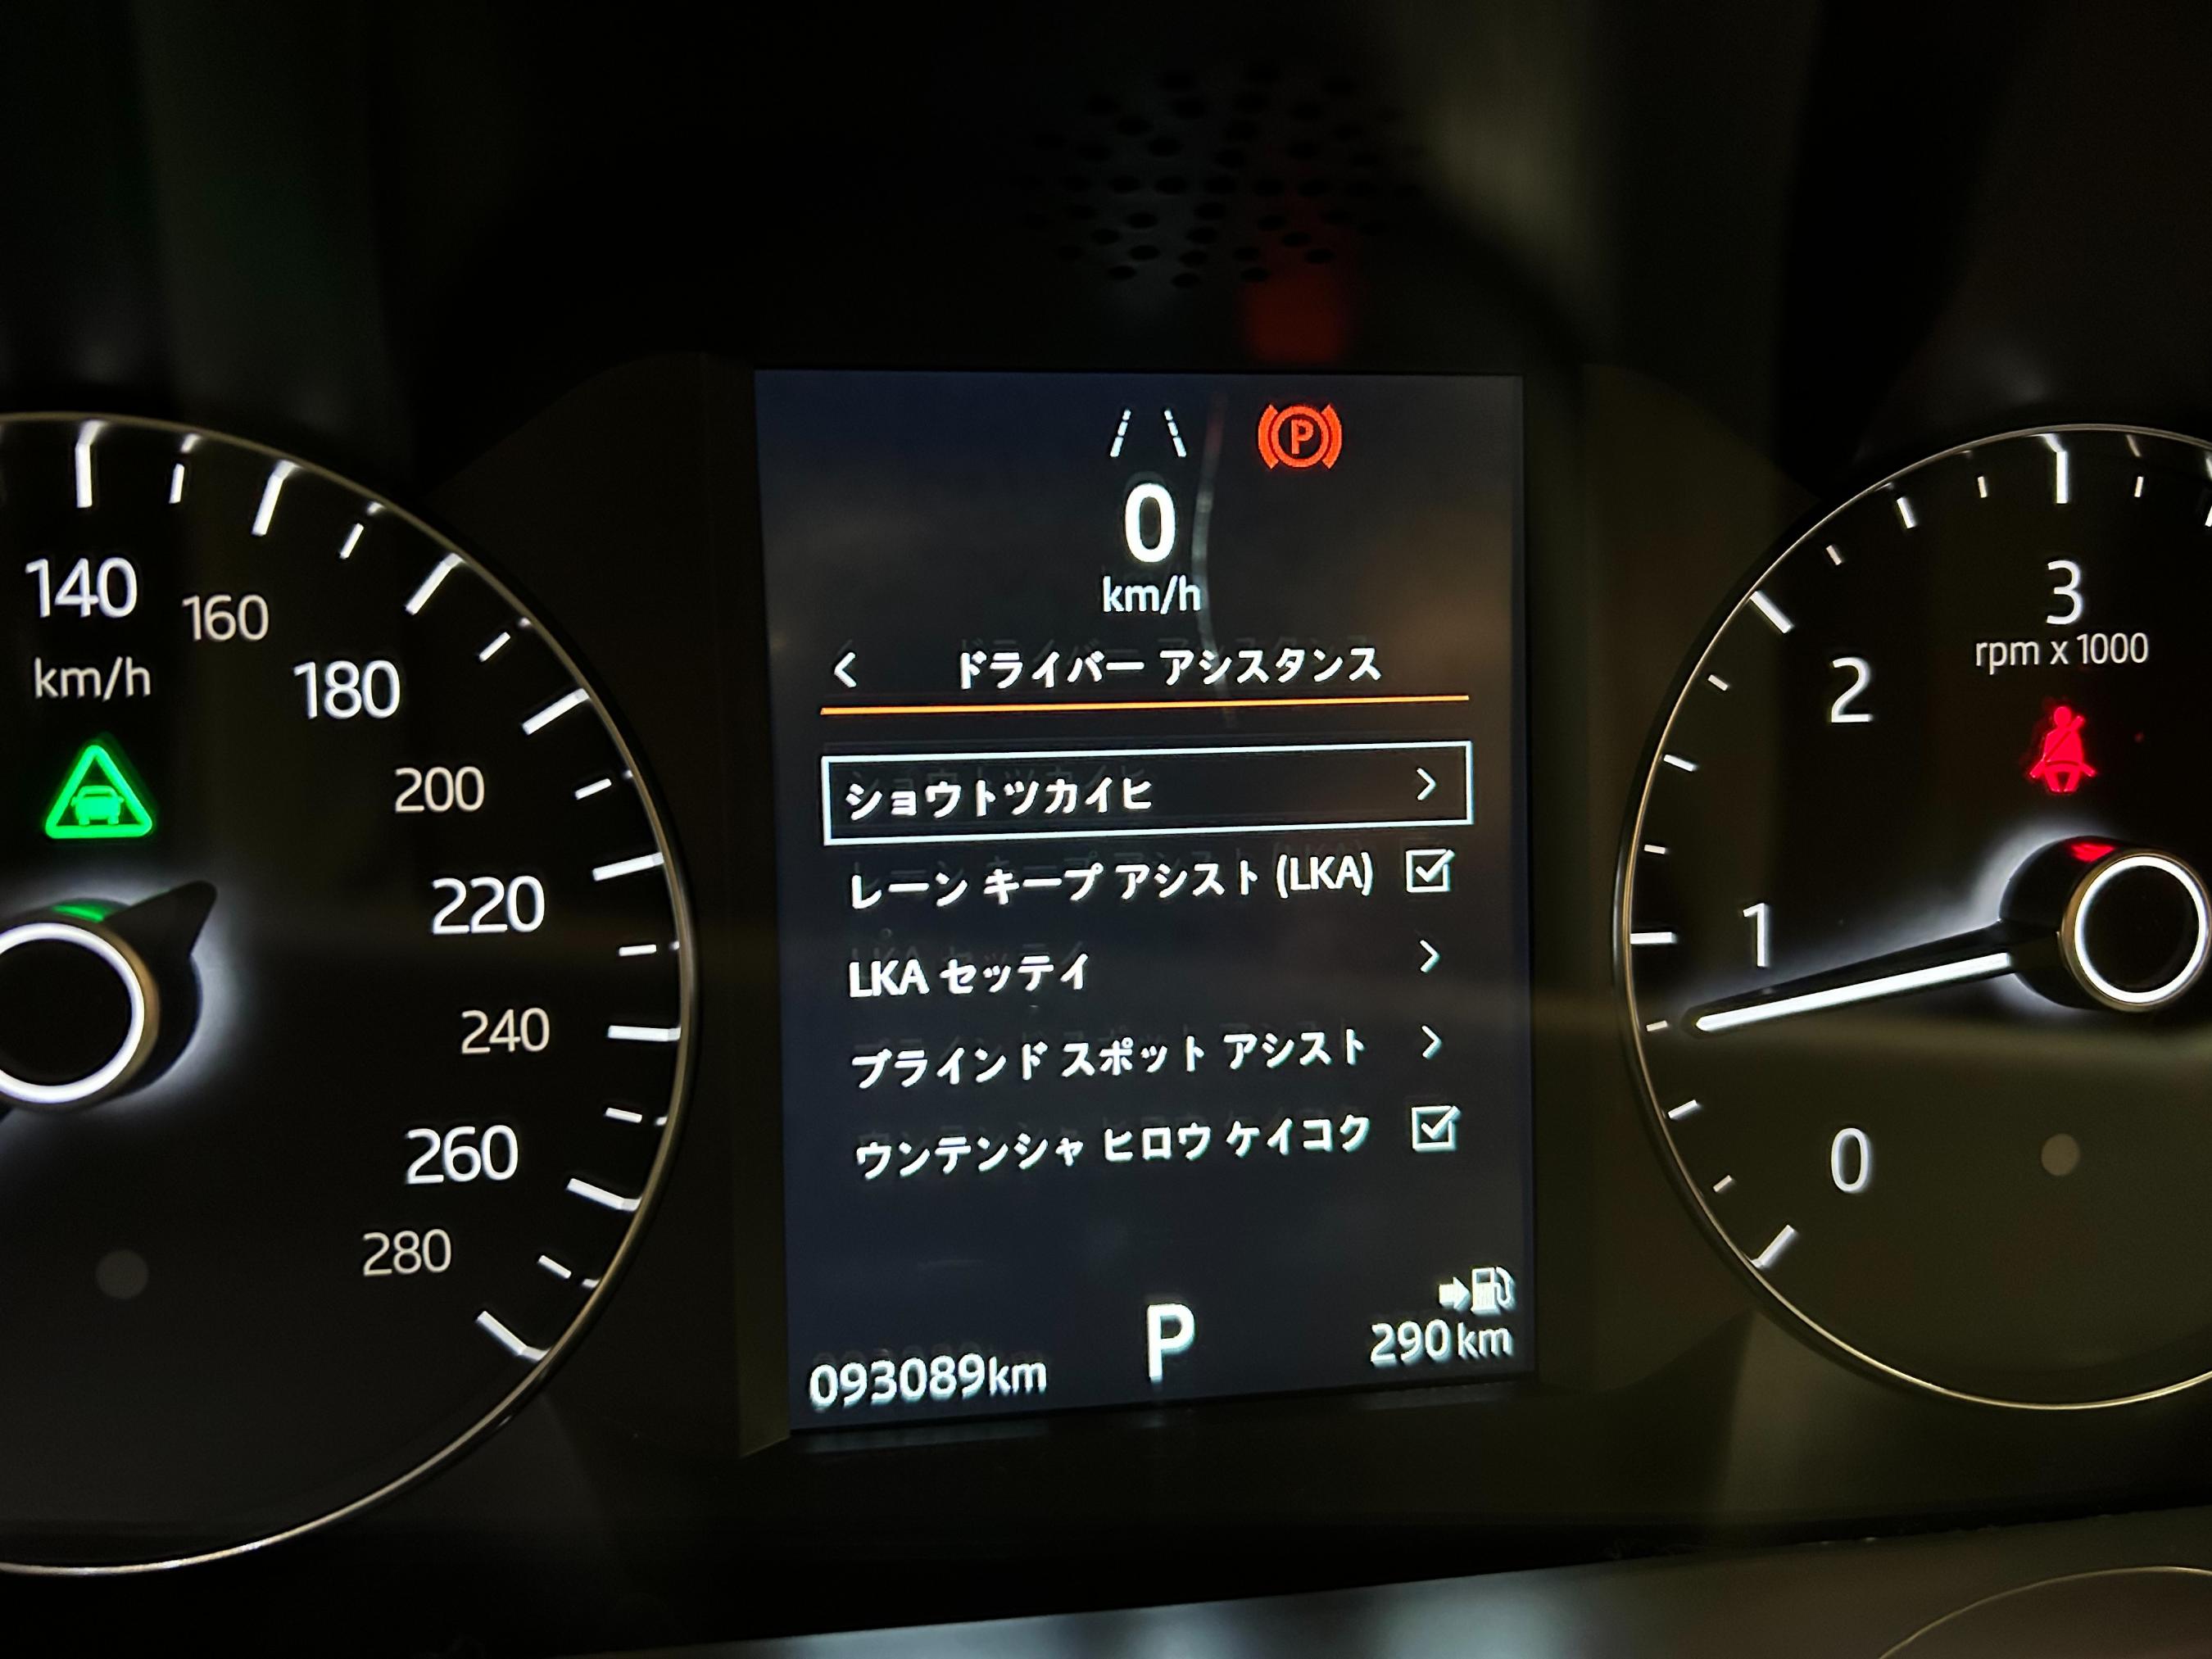 140
160
km/h
180
200
220
240
260
280
P
0
km/h
ドライバー アシスタンス
ショウトツカイヒ
レーン キープ アシスト (LKA)
LKA セッテイ
ブラインド スポット アシスト
ウンテンシャ ヒロウ ケイコク
093089km
P
290km
3
rpm x 1000
2
1
0